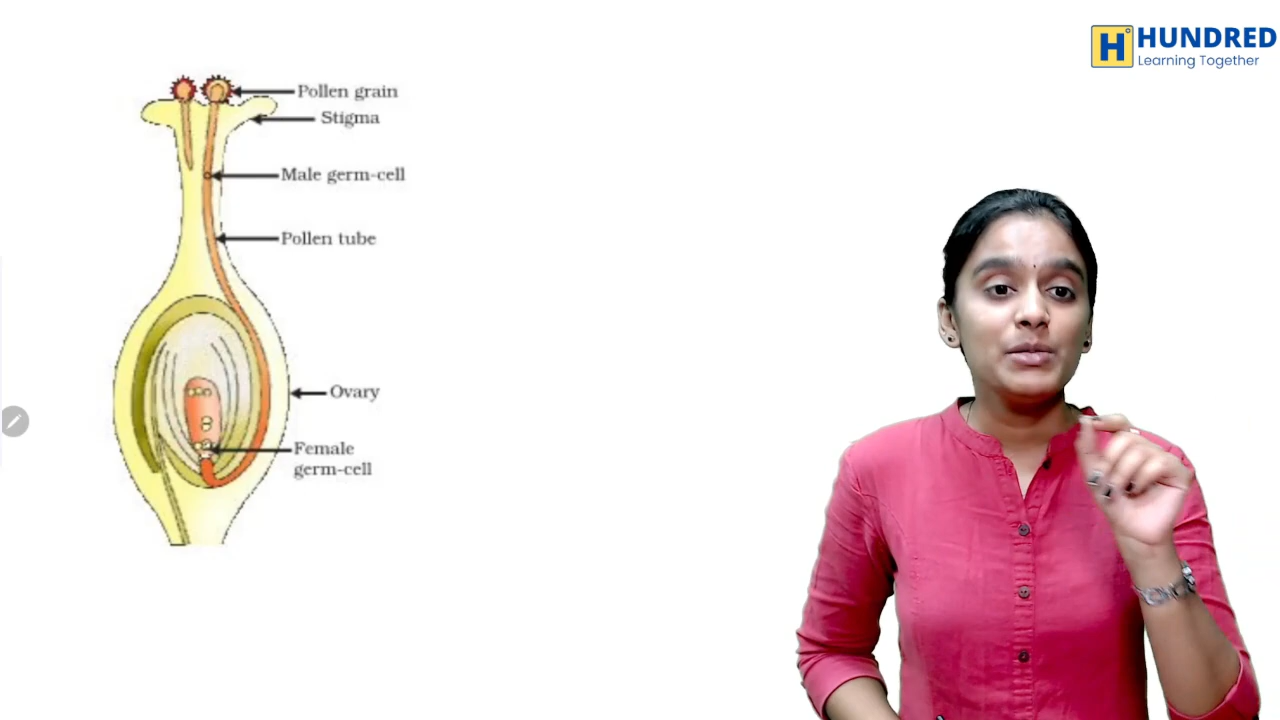 H HUNDRED
Learning Together
Pollen grain
Stigma
Male germ-cell
Pollen tube
Ovary
Female
germ-cell